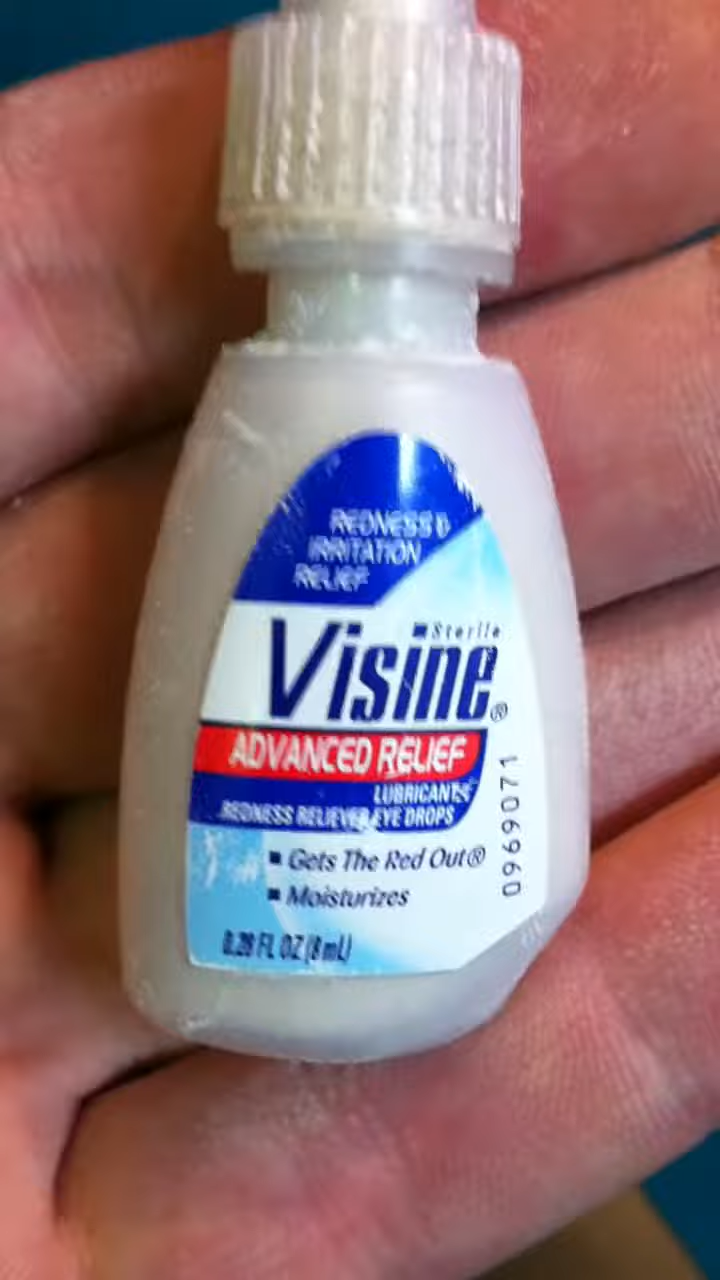 REDNESS &
IRRITATION
RELIEF
Sterile
Visine®
ADVANCED RELIEF
LUBRICANT/
REDNESS RELIEVER EYE DROPS
▪ Gets The Red Out®
▪ Moisturizes
0.28 FL OZ (8 mL)
0969071